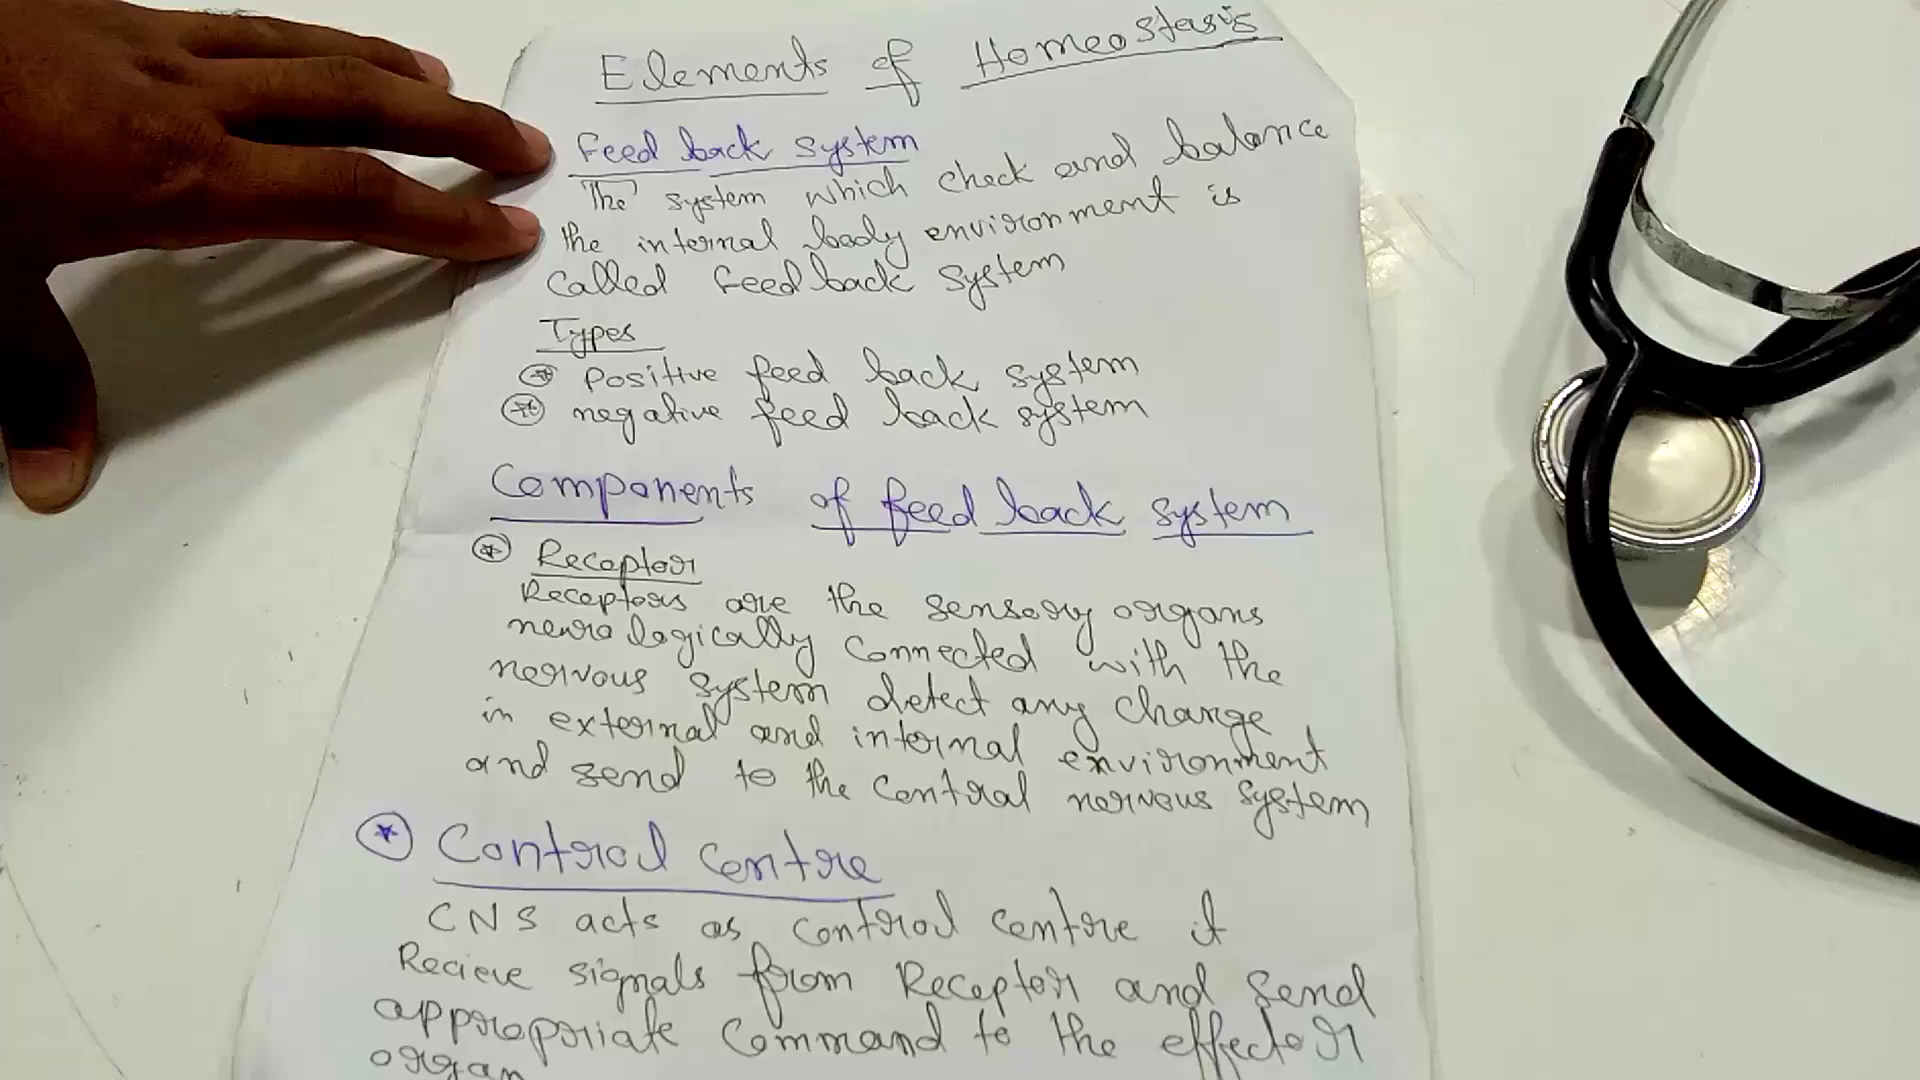 Elements of Homeostasis
Feed back system
The system which check and balance
the internal body environment is
called feed back system
Types
positive feed back system
negative feed back system
Components of feed back system
Receptor
Receptors are the sensory organs
neurologically connected with the
nervous system detect any change
in external and internal environment
and send to the central nervous system
Control centre
CNS acts as control centre it
Recieve signals from Receptor and send
appropriate command to the effector
organ